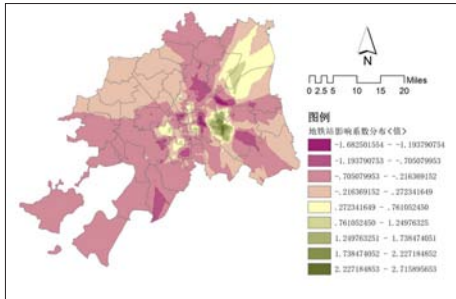 N
0 2.5 5 10 15 20
Miles
图例
地铁站影响系数分布<值>
-1.682501554 - -1.193790754
-1.193790753 - -.705079953
-.705079953 - -.216369152
-.216369152 - .272341649
.272341649 - .761052450
.761052450 - 1.24976325
1.249763251 - 1.738474051
1.738474052 - 2.227184852
2.227184853 - 2.715895653